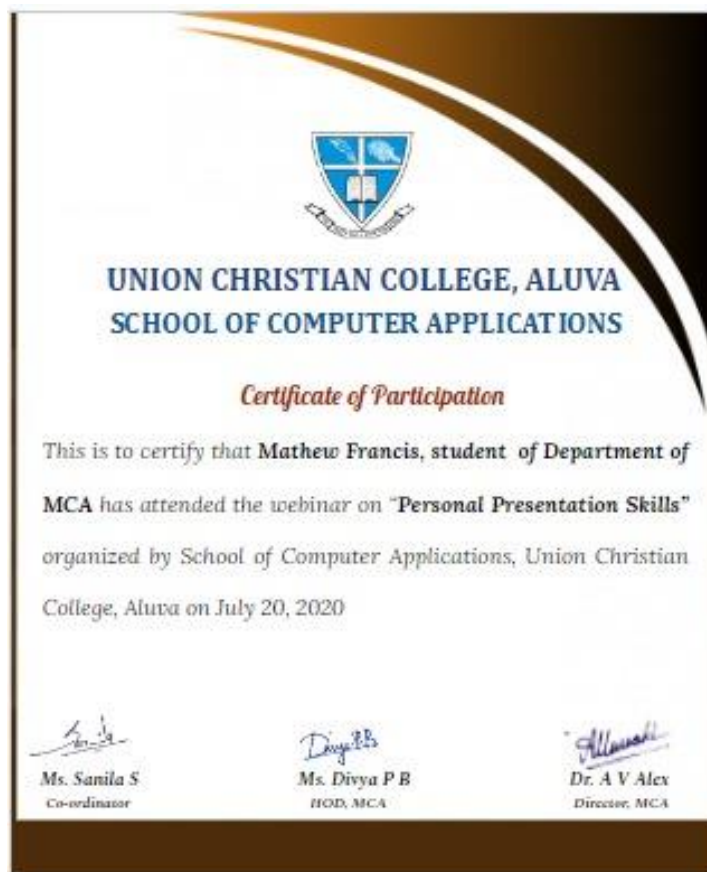 UNION CHRISTIAN COLLEGE, ALUVA
SCHOOL OF COMPUTER APPLICATIONS
Certificate of Participation
This is to certify that Mathew Francis, student of Department of
MCA has attended the webinar on "Personal Presentation Skills"
organized by School of Computer Applications, Union Christian
College, Aluva on July 20, 2020
Divya P.B
Ms. Sanila S Ms. Divya P B Dr. A V Alex
Co-ordinator HOD, MCA Director, MCA